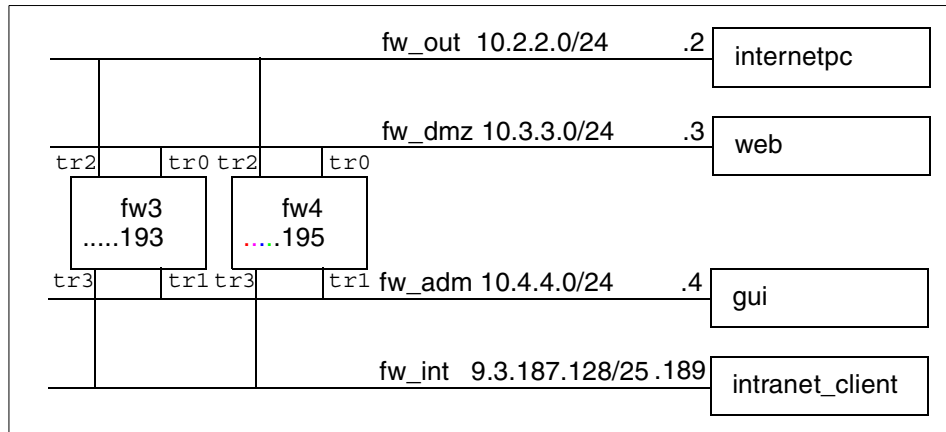 fw_out 10.2.2.0/24 .2
internetpc
fw_dmz 10.3.3.0/24 .3
web
tr2 tr0 tr2 tr0
fw3
.....193
fw4
.....195
tr3 tr1 tr3 tr1
fw_adm 10.4.4.0/24 .4
gui
fw_int 9.3.187.128/25 .189
intranet_client